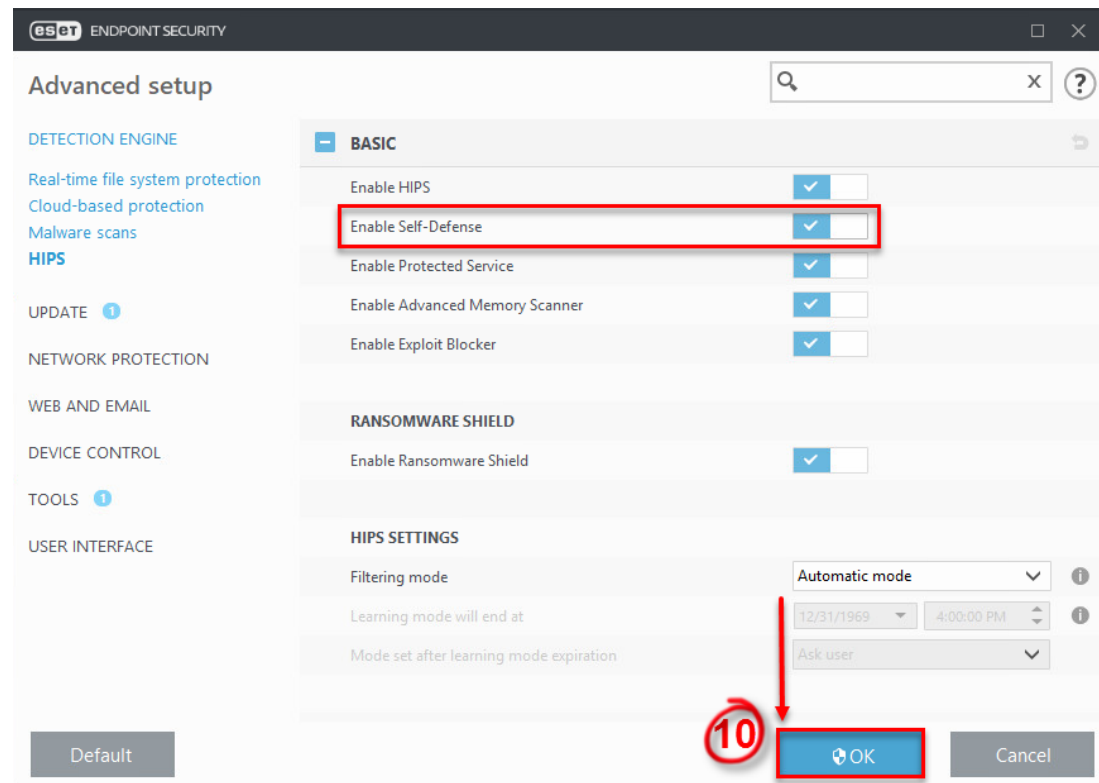 eset ENDPOINT SECURITY
Advanced setup
x ?
DETECTION ENGINE
Real-time file system protection
Cloud-based protection
Malware scans
HIPS
UPDATE 1
NETWORK PROTECTION
WEB AND EMAIL
DEVICE CONTROL
TOOLS 1
USER INTERFACE
BASIC
Enable HIPS
Enable Self-Defense
Enable Protected Service
Enable Advanced Memory Scanner
Enable Exploit Blocker
RANSOMWARE SHIELD
Enable Ransomware Shield
HIPS SETTINGS
Filtering mode Automatic mode
Learning mode will end at 12/31/1969 4:00:00 PM
Mode set after learning mode expiration Ask user
10
Default OK Cancel